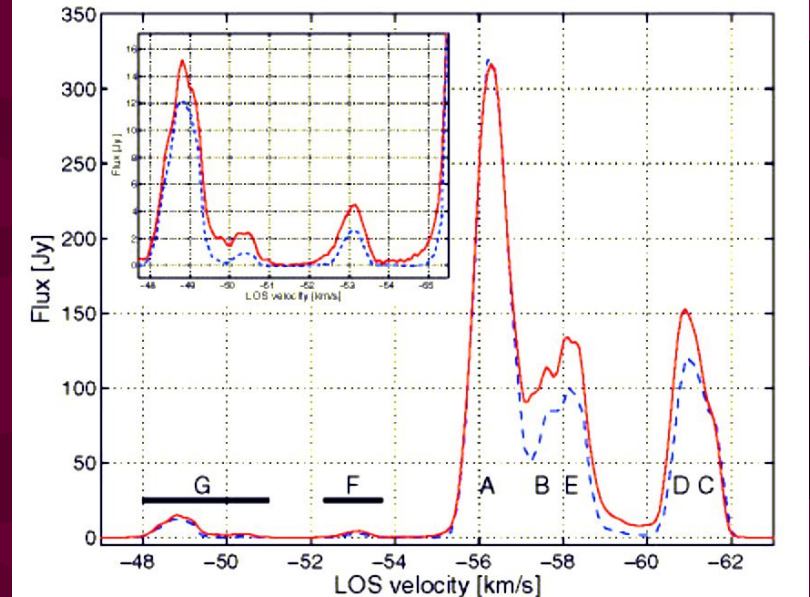 350
300
250
200
150
100
50
0
Flux [Jy]
16
14
12
10
8
6
4
2
0
Flux [Jy]
-48 -49 -50 -51 -52 -53 -54 -55
LOS velocity [km/s]
G F A B E D C
−48 −50 −52 −54 −56 −58 −60 −62
LOS velocity [km/s]